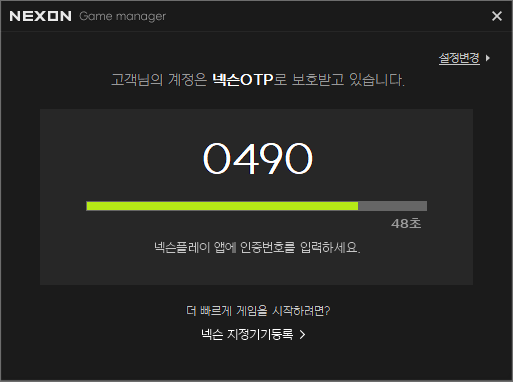 NEXON Game manager
설정변경
고객님의 계정은 넥슨OTP로 보호받고 있습니다.
0490
48초
넥슨플레이 앱에 인증번호를 입력하세요.
더 빠르게 게임을 시작하려면?
넥슨 지정기기등록 >